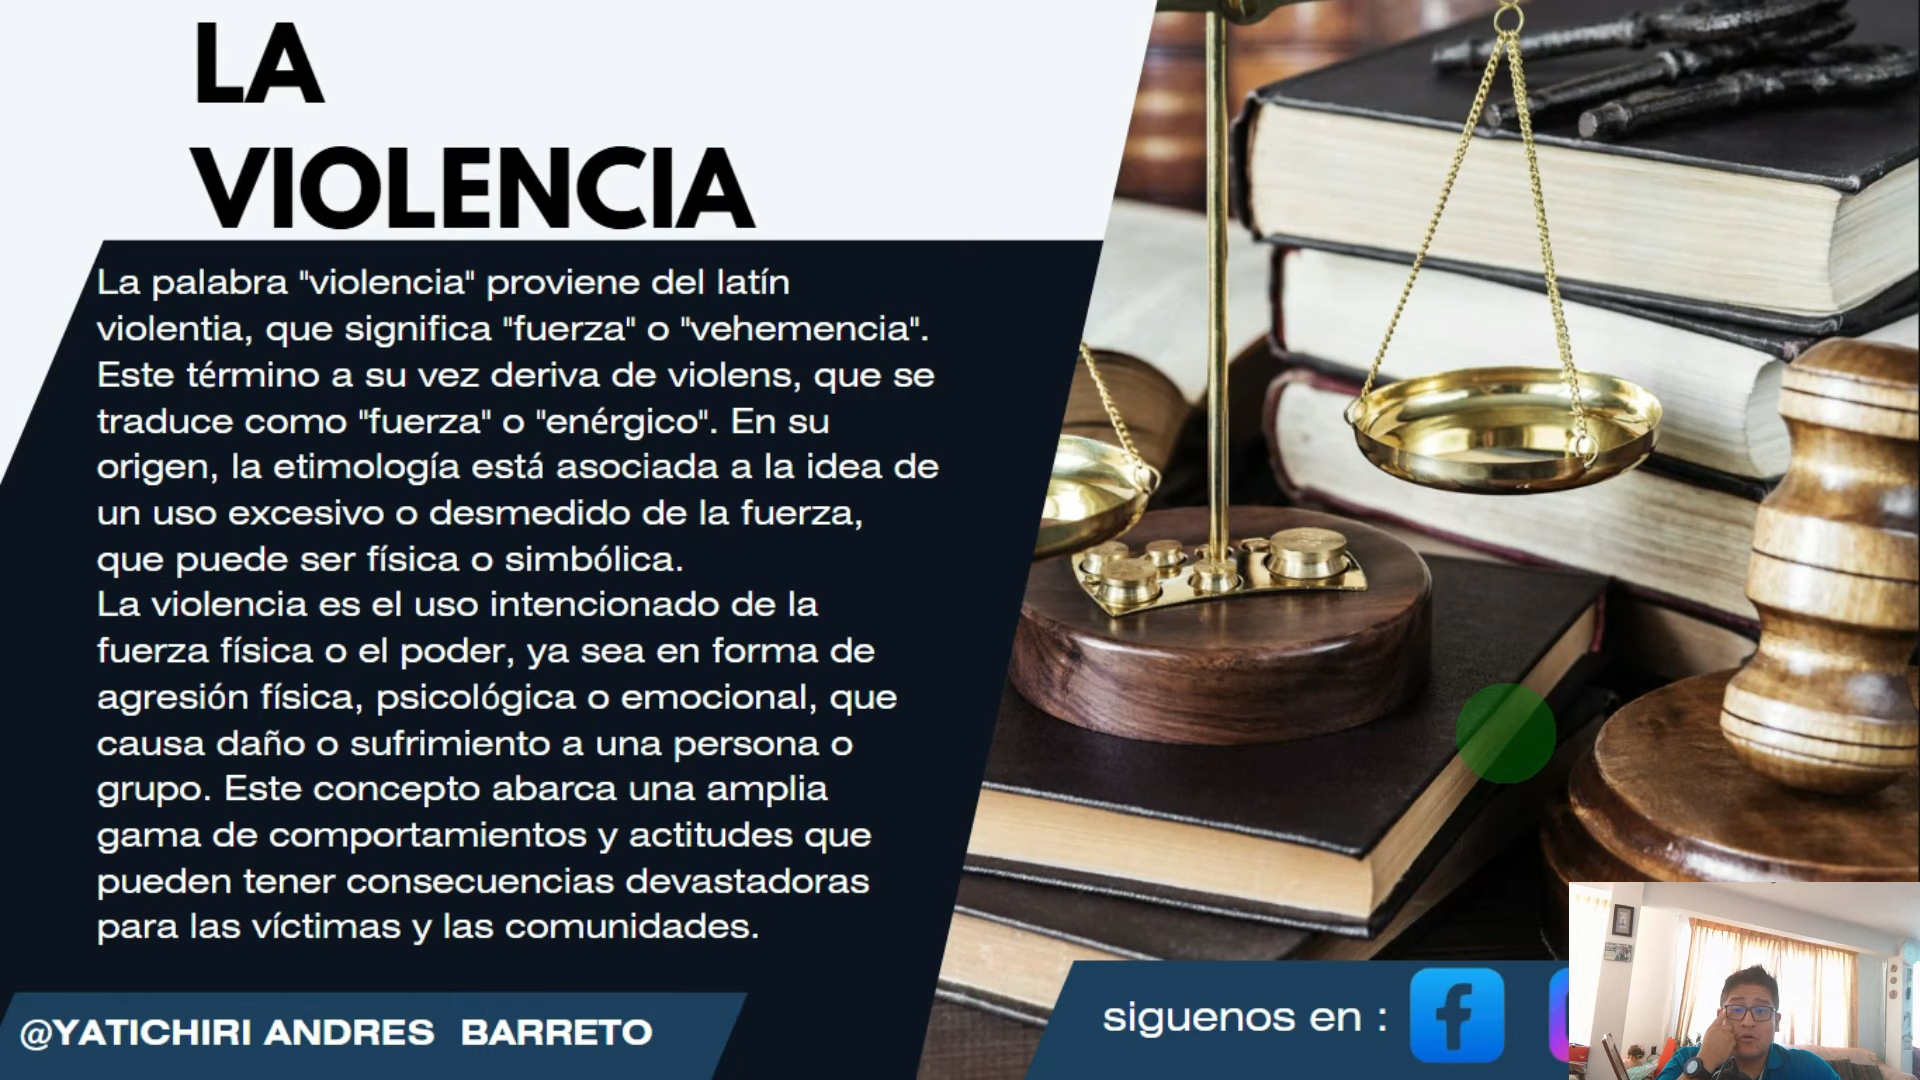 LA
VIOLENCIA
La palabra "violencia" proviene del latín
violentia, que significa "fuerza" o "vehemencia".
Este término a su vez deriva de violens, que se
traduce como "fuerza" o "enérgico". En su
origen, la etimología está asociada a la idea de
un uso excesivo o desmedido de la fuerza,
que puede ser física o simbólica.
La violencia es el uso intencionado de la
fuerza física o el poder, ya sea en forma de
agresión física, psicológica o emocional, que
causa daño o sufrimiento a una persona o
grupo. Este concepto abarca una amplia
gama de comportamientos y actitudes que
pueden tener consecuencias devastadoras
para las víctimas y las comunidades.
@YATICHIRI ANDRES BARRETO
siguenos en :